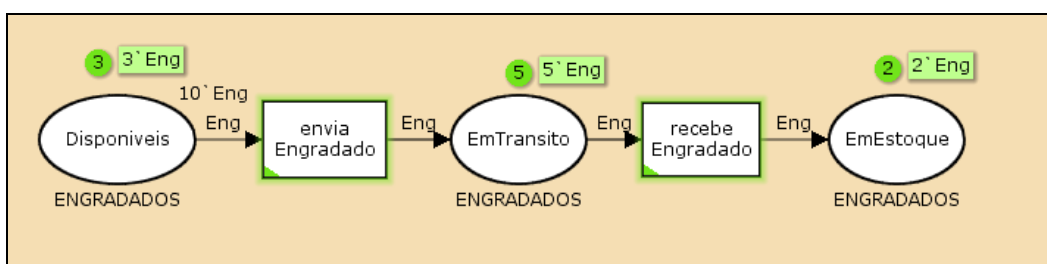 3 3`Eng
5 5`Eng
2 2`Eng
10`Eng
Disponiveis
Eng
envia
Engradado
Eng
EmTransito
Eng
recebe
Engradado
Eng
EmEstoque
ENGRADADOS
ENGRADADOS
ENGRADADOS